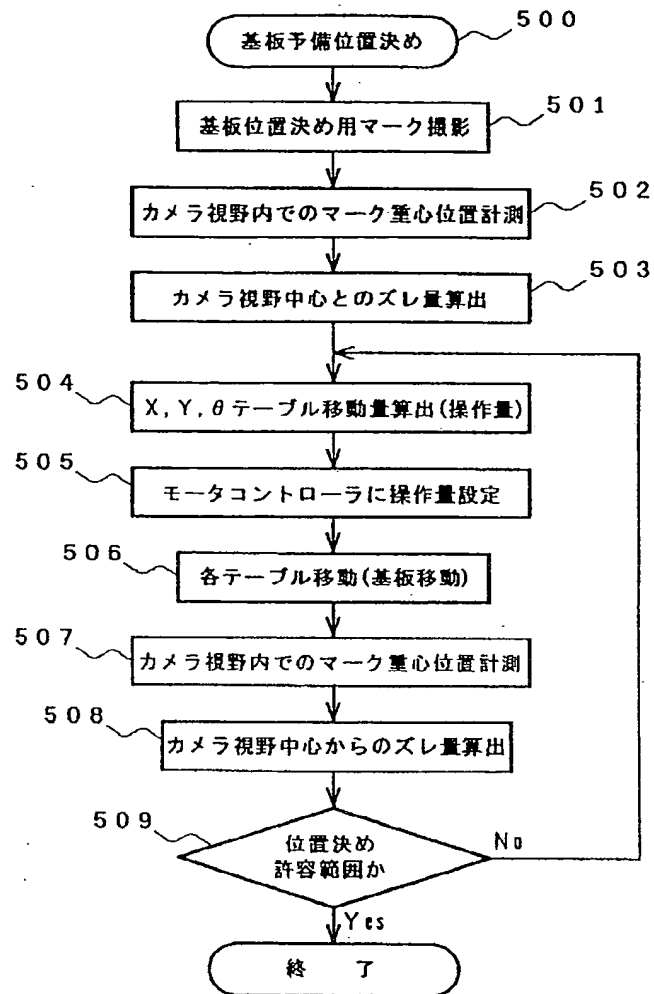 500
基板予備位置決め
501
基板位置決め用マーク撮影
502
カメラ視野内でのマーク重心位置計測
503
カメラ視野中心とのズレ量算出
504
X, Y, θテーブル移動量算出(操作量)
505
モータコントローラに操作量設定
506
各テーブル移動(基板移動)
507
カメラ視野内でのマーク重心位置計測
508
カメラ視野中心からのズレ量算出
509
位置決め
許容範囲か
No
Yes
終 了